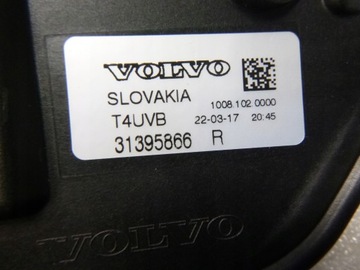 VOLVO
SLOVAKIA 1008.102.0000
T4UVB 22-03-17 20:45
31395866 R
VOLVO